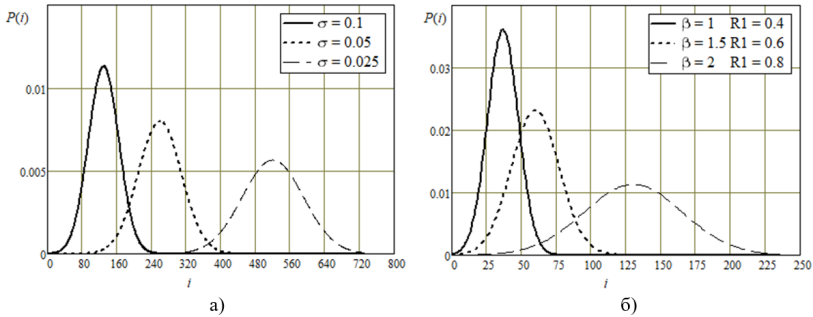 P(i)
σ = 0.1
σ = 0.05
σ = 0.025
0.01
0.005
0
0 80 160 240 320 400 480 560 640 720 800
i
а)
P(i)
β = 1 R1 = 0.4
β = 1.5 R1 = 0.6
β = 2 R1 = 0.8
0.03
0.02
0.01
0
0 25 50 75 100 125 150 175 200 225 250
i
б)